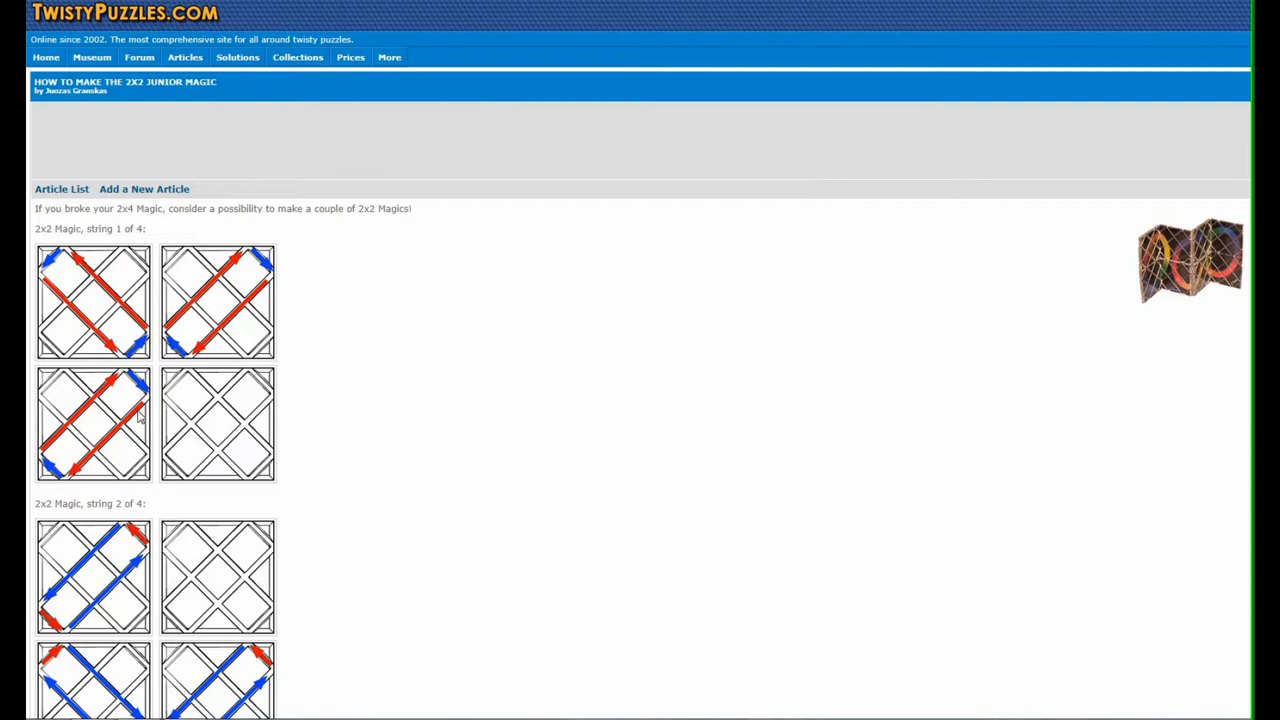 TwistyPuzzles.com
Online since 2002. The most comprehensive site for all around twisty puzzles.
Home Museum Forum Articles Solutions Collections Prices More
HOW TO MAKE THE 2X2 JUNIOR MAGIC
by Juozas Granskas
Article List Add a New Article
If you broke your 2x4 Magic, consider a possibility to make a couple of 2x2 Magics!
2x2 Magic, string 1 of 4:
2x2 Magic, string 2 of 4: